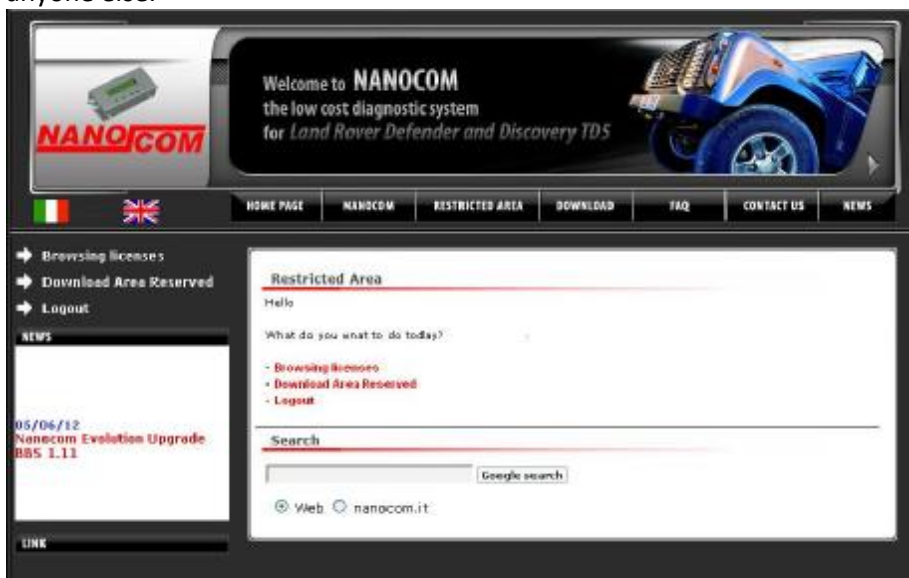 anyone else.
NANOCOM
Welcome to NANOCOM
the low cost diagnostic system
for Land Rover Defender and Discovery TD5
HOME PAGE NANOCOM RESTRICTED AREA DOWNLOAD FAQ CONTACT US NEWS
Browsing licenses
Download Area Reserved
Logout
NEWS
05/06/12
Nanocom Evolution Upgrade
BBS 1.11
LINK
Restricted Area
Hello
What do you wnat to do today?
- Browsing licenses
- Download Area Reserved
- Logout
Search
Google search
Web nanocom.it